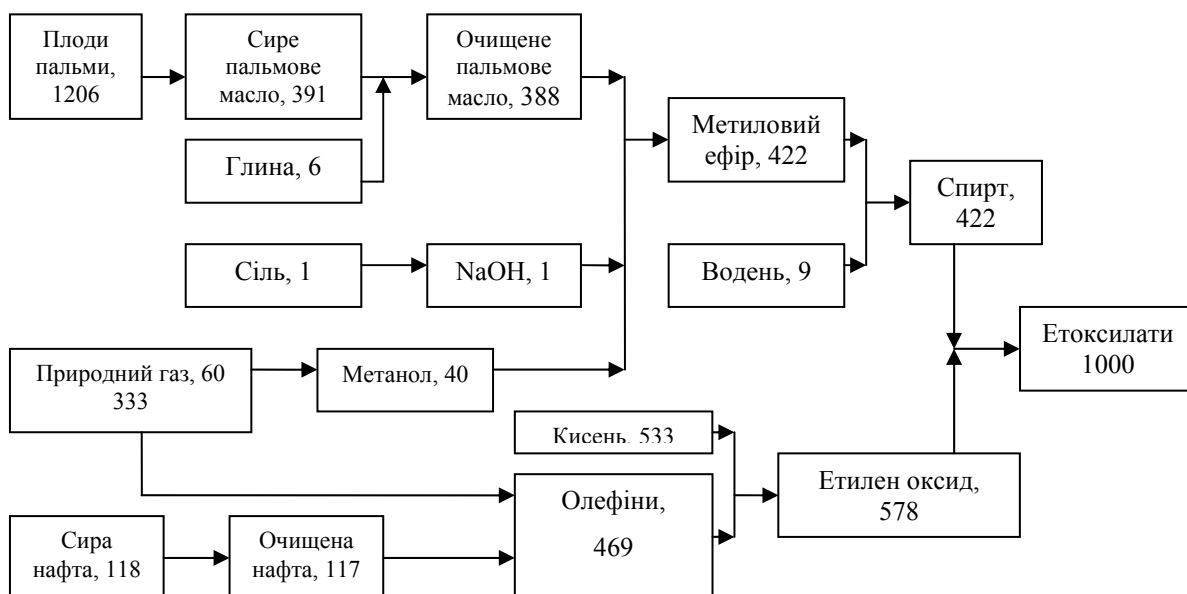 Плоди
пальми,
1206
Сире
пальмове
масло, 391
Очищене
пальмове
масло, 388
Глина, 6
Метиловий
ефір, 422
Спирт,
422
Сіль, 1
NaOH, 1
Водень, 9
Етоксилати
1000
Природний газ, 60
333
Метанол, 40
Кисень, 533
Етилен оксид,
578
Олефіни,
469
Сира
нафта, 118
Очищена
нафта, 117